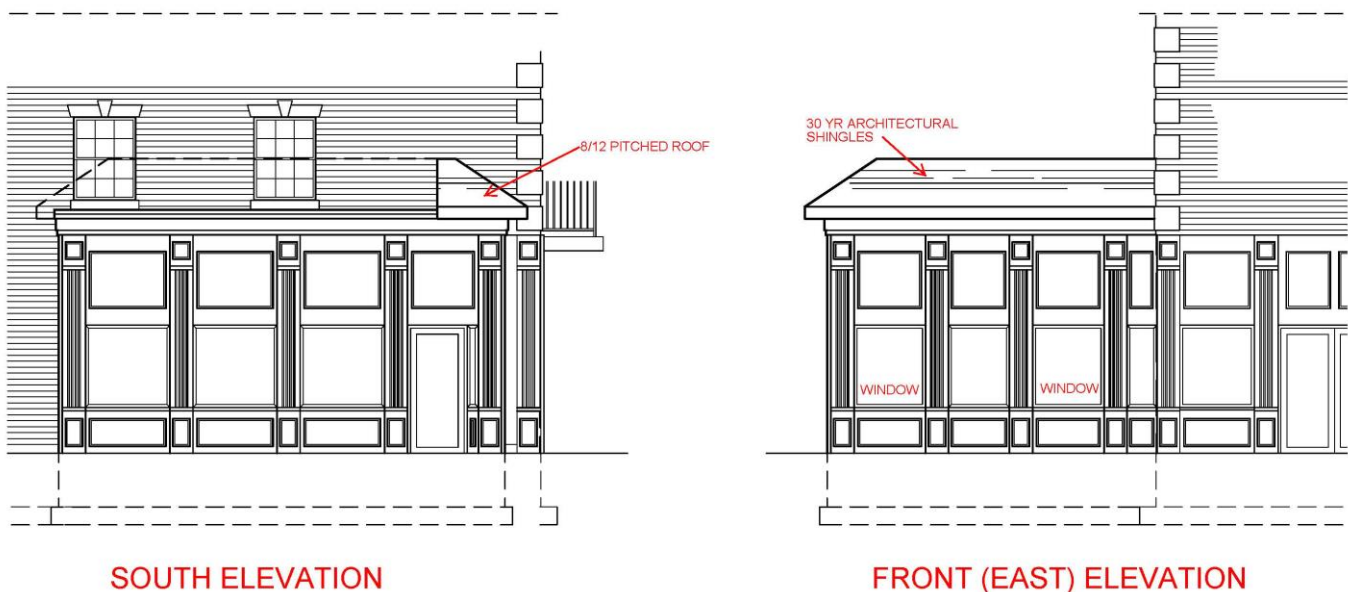 8/12 PITCHED ROOF
SOUTH ELEVATION
30 YR ARCHITECTURAL
SHINGLES
WINDOW
WINDOW
FRONT (EAST) ELEVATION